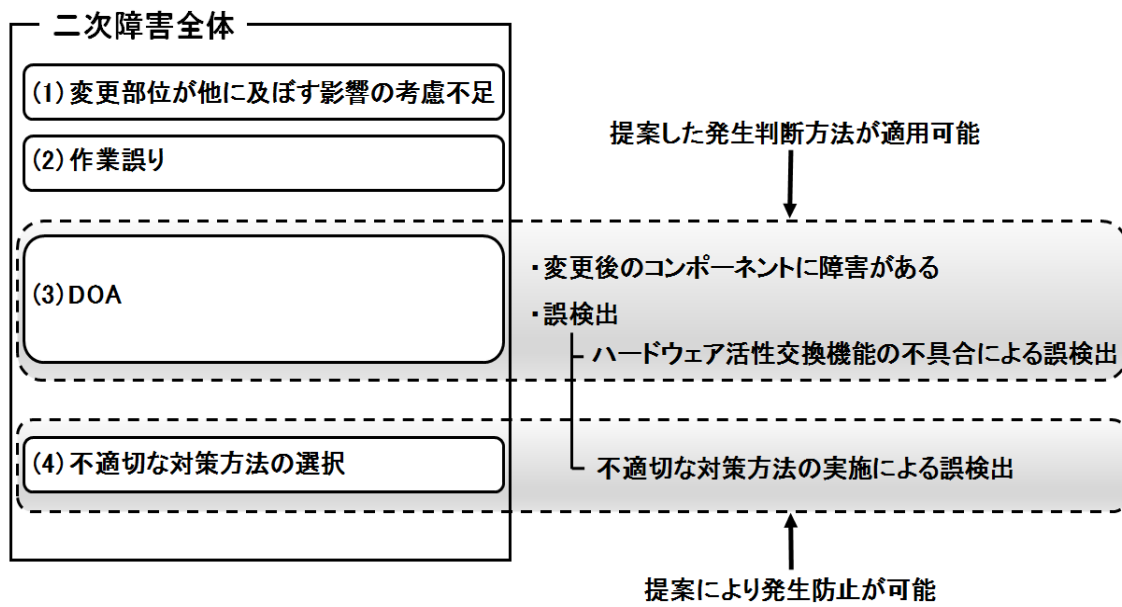 二次障害全体
(1)変更部位が他に及ぼす影響の考慮不足
(2)作業誤り
提案した発生判断方法が適用可能
(3)DOA
・変更後のコンポーネントに障害がある
・誤検出
ハードウェア活性交換機能の不具合による誤検出
(4)不適切な対策方法の選択
不適切な対策方法の実施による誤検出
提案により発生防止が可能